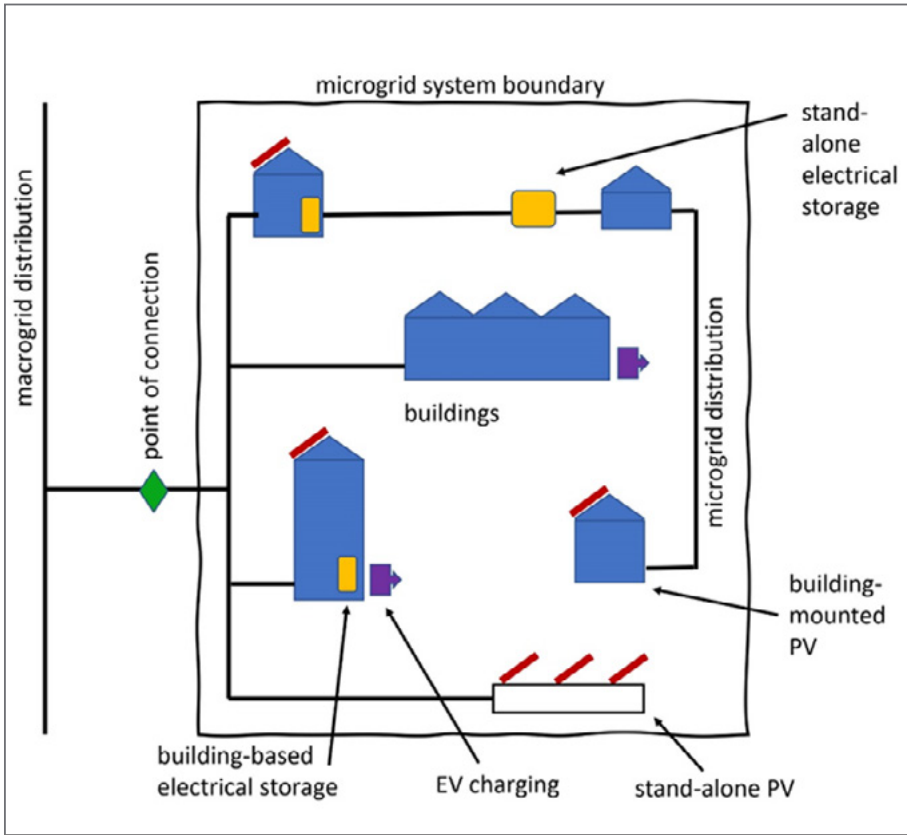 microgrid system boundary
stand-
alone
electrical
storage
macrogrid distribution
point of connection
buildings
microgrid distribution
building-
mounted
PV
building-based
electrical storage
EV charging
stand-alone PV